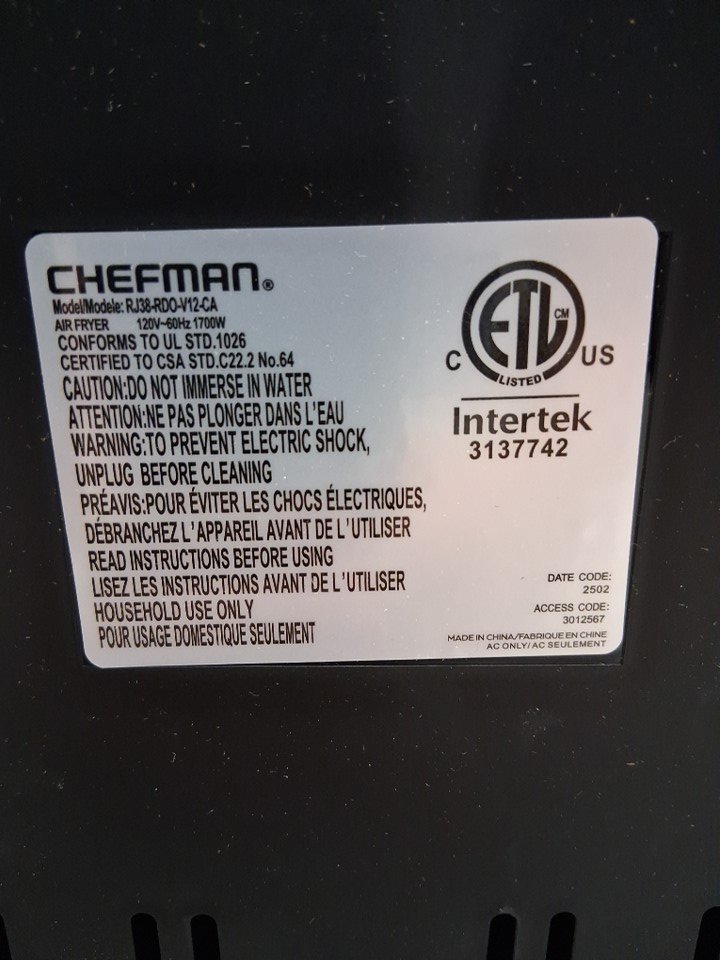 CHEFMAN®
Model/Modele: RJ38-RDO-V12-CA
AIR FRYER 120V~60Hz 1700W
CONFORMS TO UL STD.1026
CERTIFIED TO CSA STD.C22.2 No.64
CAUTION:DO NOT IMMERSE IN WATER
ATTENTION:NE PAS PLONGER DANS L'EAU
WARNING:TO PREVENT ELECTRIC SHOCK,
UNPLUG BEFORE CLEANING
PRÉAVIS:POUR ÉVITER LES CHOCS ÉLECTRIQUES,
DÉBRANCHEZ L'APPAREIL AVANT DE L'UTILISER
READ INSTRUCTIONS BEFORE USING
LISEZ LES INSTRUCTIONS AVANT DE L'UTILISER
HOUSEHOLD USE ONLY
POUR USAGE DOMESTIQUE SEULEMENT
ETL CM
C US
LISTED
Intertek
3137742
DATE CODE:
2502
ACCESS CODE:
3012567
MADE IN CHINA/FABRIQUE EN CHINE
AC ONLY/AC SEULEMENT